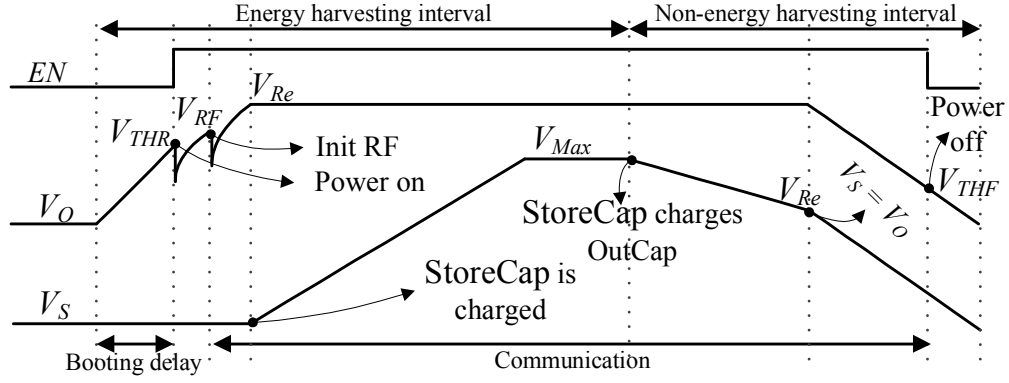 Energy harvesting interval
Non-energy harvesting interval
EN
V_Re
V_RF
Power
off
V_THR
Init RF
V_Max
Power on
V_THF
V_O
V_Re
V_S = V_O
StoreCap charges
OutCap
StoreCap is
charged
V_S
Booting delay
Communication